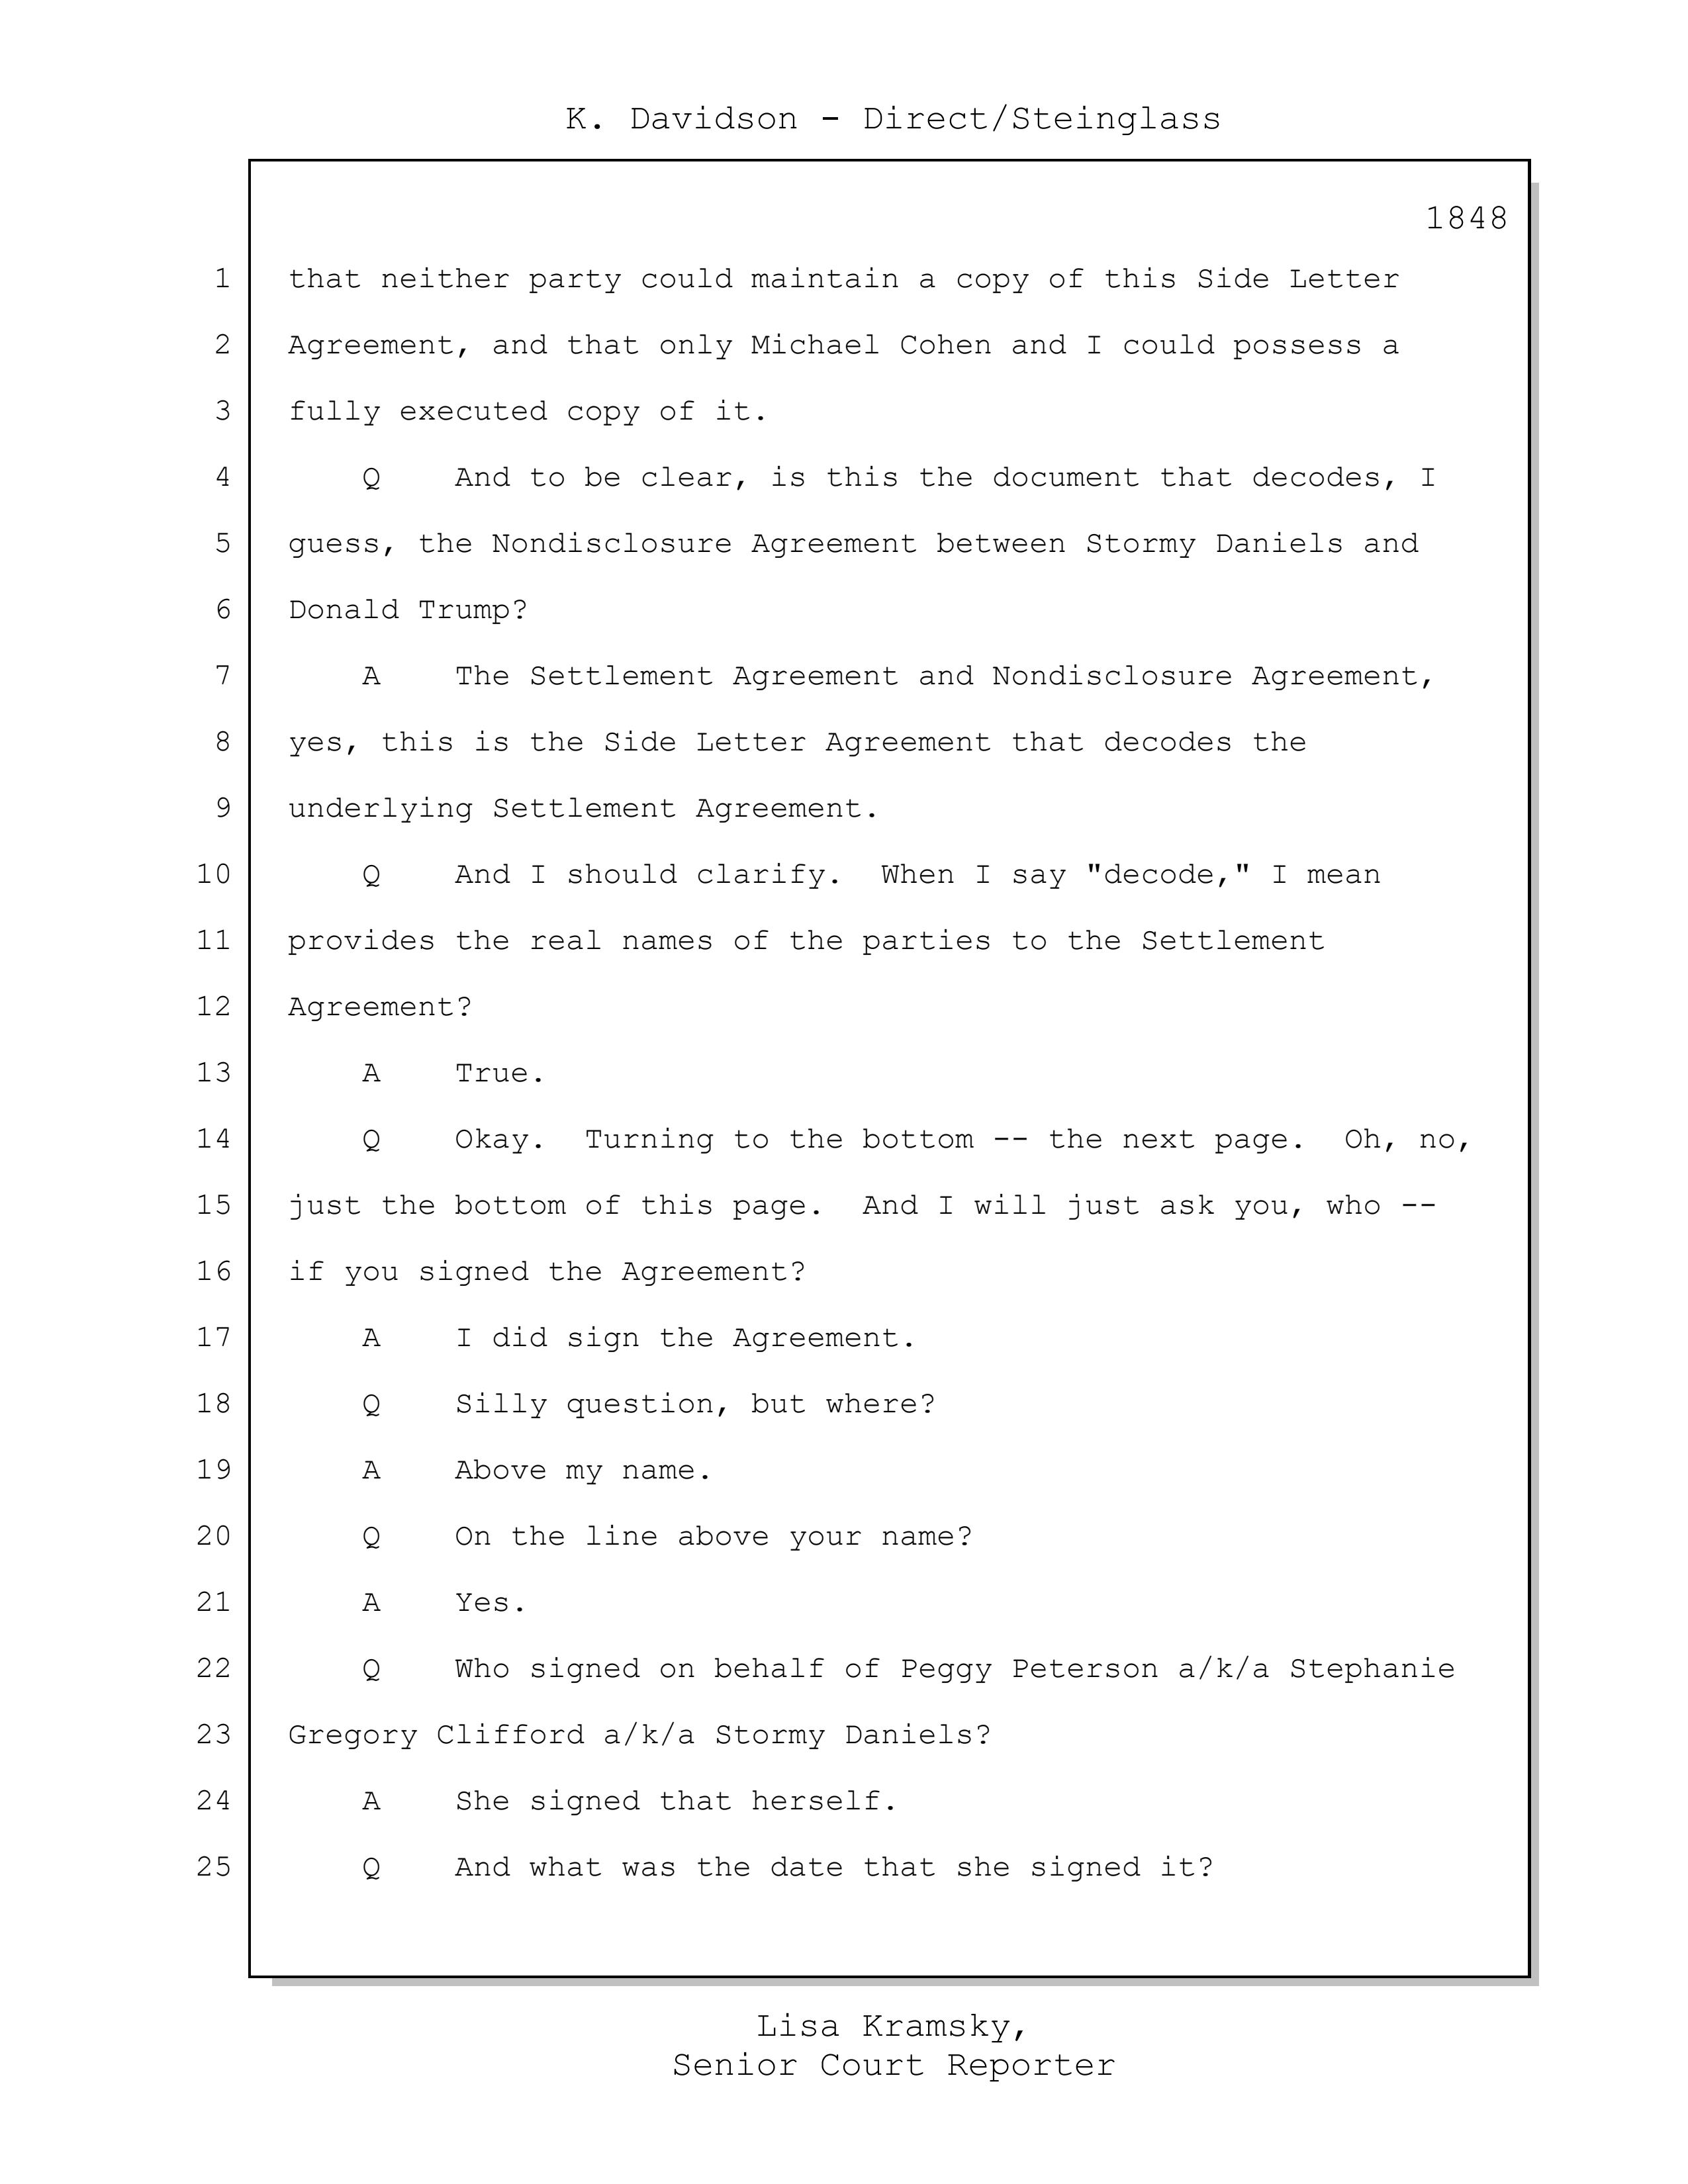 K. Davidson - Direct/Steinglass
1848
1 that neither party could maintain a copy of this Side Letter
2 Agreement, and that only Michael Cohen and I could possess a
3 fully executed copy of it.
4 Q And to be clear, is this the document that decodes, I
5 guess, the Nondisclosure Agreement between Stormy Daniels and
6 Donald Trump?
7 A The Settlement Agreement and Nondisclosure Agreement,
8 yes, this is the Side Letter Agreement that decodes the
9 underlying Settlement Agreement.
10 Q And I should clarify. When I say "decode," I mean
11 provides the real names of the parties to the Settlement
12 Agreement?
13 A True.
14 Q Okay. Turning to the bottom -- the next page. Oh, no,
15 just the bottom of this page. And I will just ask you, who --
16 if you signed the Agreement?
17 A I did sign the Agreement.
18 Q Silly question, but where?
19 A Above my name.
20 Q On the line above your name?
21 A Yes.
22 Q Who signed on behalf of Peggy Peterson a/k/a Stephanie
23 Gregory Clifford a/k/a Stormy Daniels?
24 A She signed that herself.
25 Q And what was the date that she signed it?
Lisa Kramsky,
Senior Court Reporter